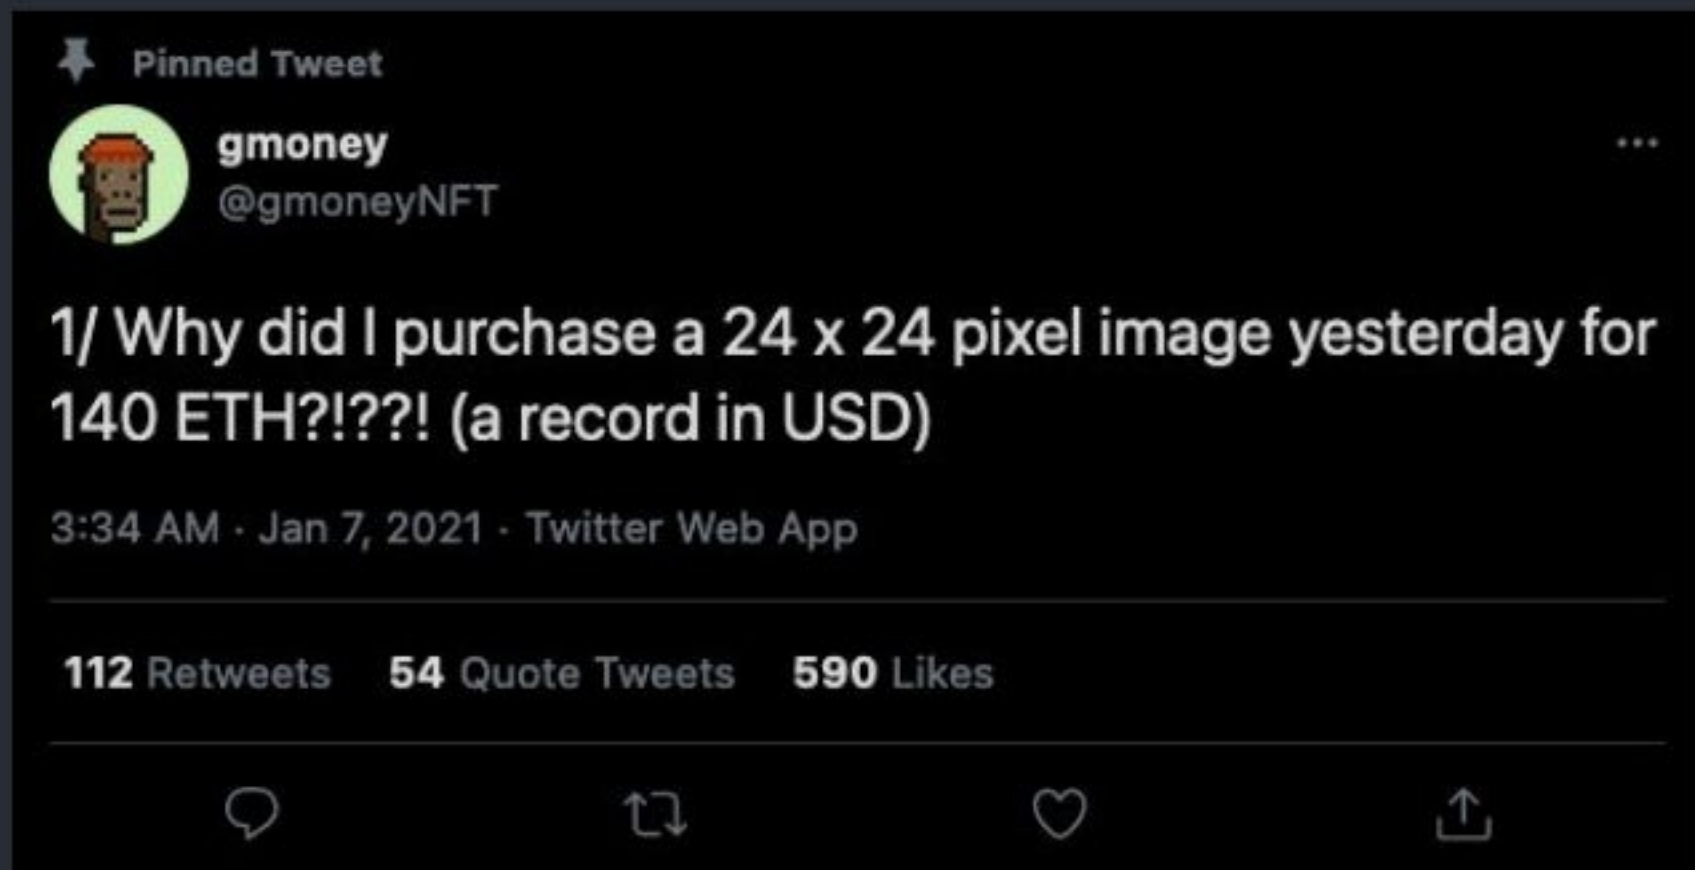 Pinned Tweet
gmoney
@gmoneyNFT
1/ Why did I purchase a 24 x 24 pixel image yesterday for
140 ETH?!??! (a record in USD)
3:34 AM · Jan 7, 2021 · Twitter Web App
112 Retweets 54 Quote Tweets 590 Likes